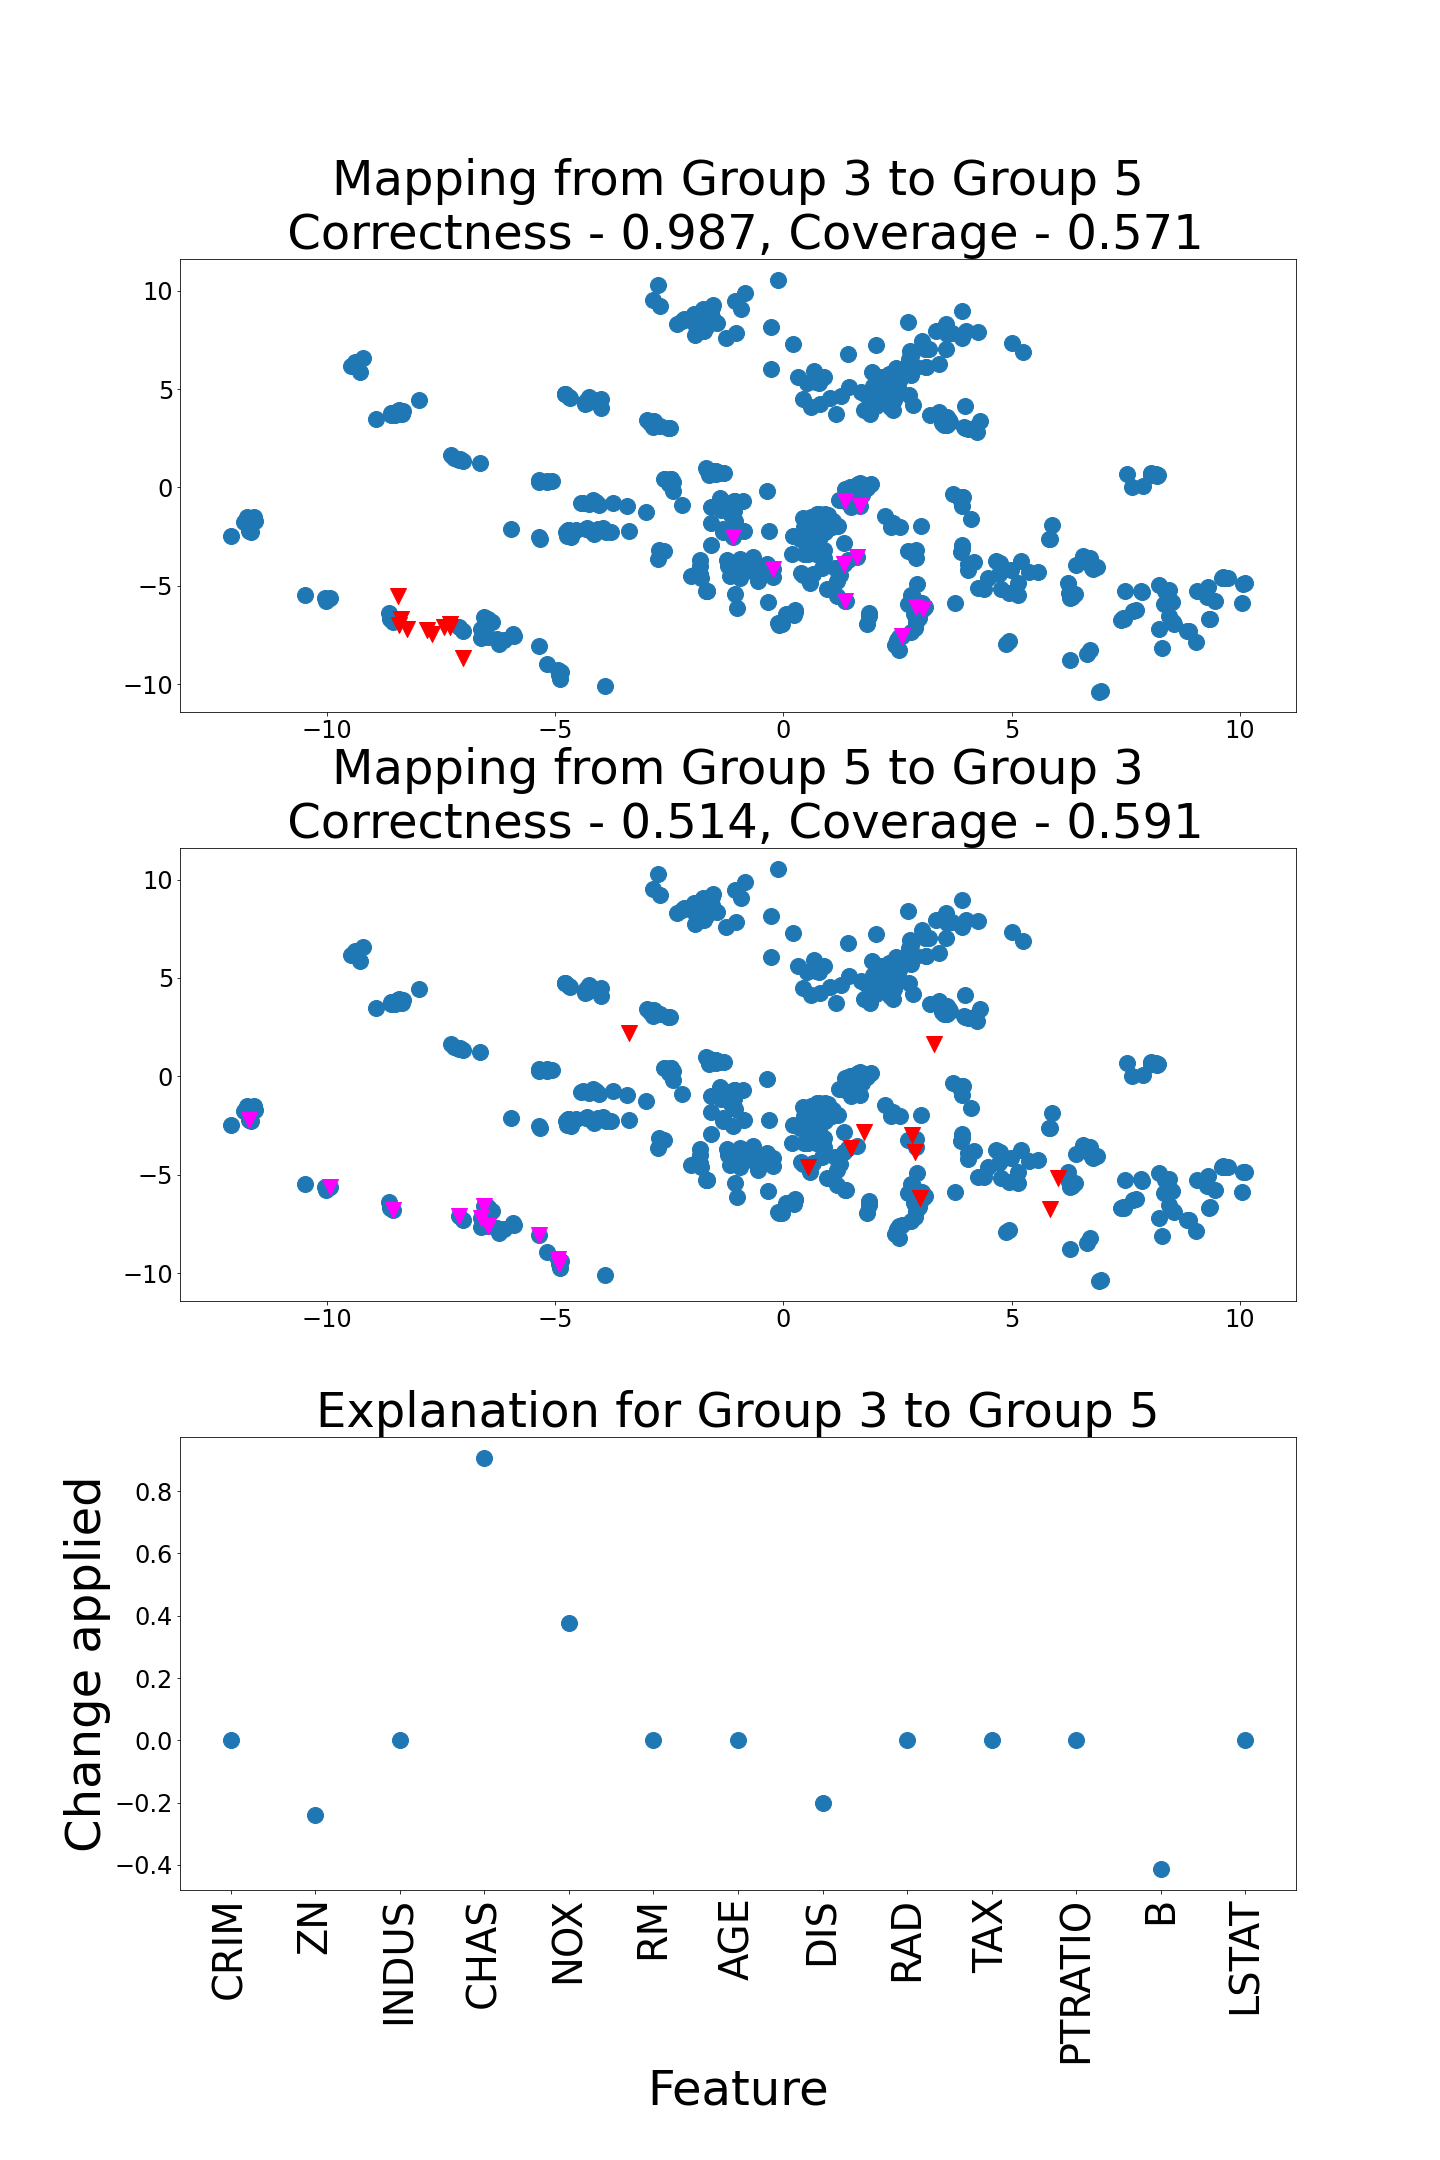 Mapping from Group 3 to Group 5
Correctness - 0.987, Coverage - 0.571
10
5
0
−5
−10
−10
−5
0
5
10
Mapping from Group 5 to Group 3
Correctness - 0.514, Coverage - 0.591
10
5
0
−5
−10
−10
−5
0
5
10
Explanation for Group 3 to Group 5
Change applied
0.8
0.6
0.4
0.2
0.0
−0.2
−0.4
CRIM
ZN
INDUS
CHAS
NOX
RM
AGE
DIS
RAD
TAX
PTRATIO
B
LSTAT
Feature